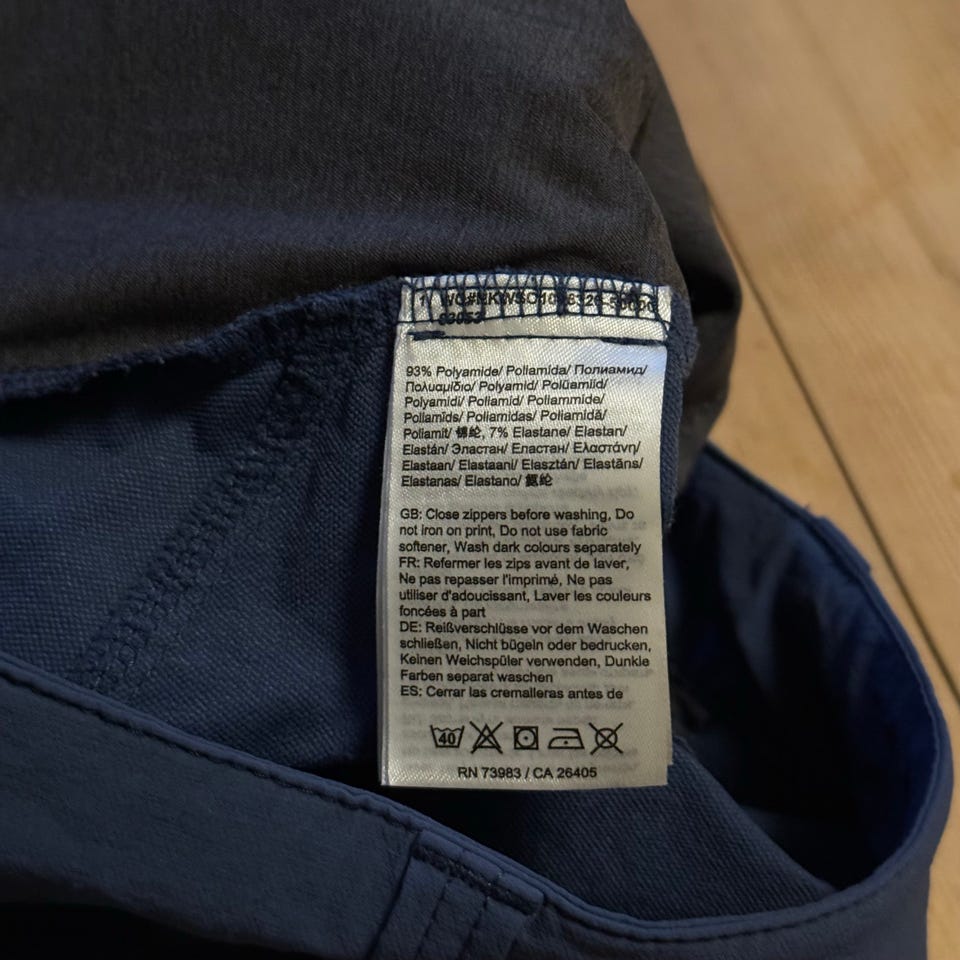 93% Polyamide/ Poliamida/ Полиамид/
Πολυαμίδιο/ Polyamid/ Polüamiid/
Polyamidi/ Poliamid/ Poliammide/
Poliamīds/ Poliamidas/ Poliamidă/
Poliamit/ 锦纶, 7% Elastane/ Elastan/
Elastán/ Эластан/ Еластан/ Ελαστάνη/
Elastaan/ Elastaani/ Elasztán/ Elastāns/
Elastanas/ Elastano/ 氨纶
GB: Close zippers before washing, Do
not iron on print, Do not use fabric
softener, Wash dark colours separately
FR: Refermer les zips avant de laver,
Ne pas repasser l'imprimé, Ne pas
utiliser d'adoucissant, Laver les couleurs
foncées à part
DE: Reißverschlüsse vor dem Waschen
schließen, Nicht bügeln oder bedrucken,
Keinen Weichspüler verwenden, Dunkle
Farben separat waschen
ES: Cerrar las cremalleras antes de
40
RN 73983 / CA 26405